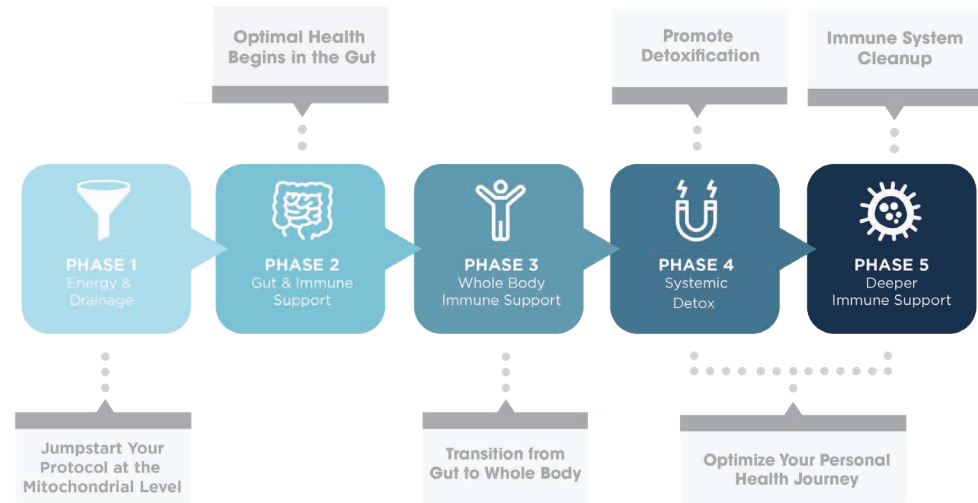 Optimal Health
Begins in the Gut
Promote
Detoxification
Immune System
Cleanup
PHASE 1
Energy &
Drainage
PHASE 2
Gut & Immune
Support
PHASE 3
Whole Body
Immune Support
PHASE 4
Systemic
Detox
PHASE 5
Deeper
Immune Support
Jumpstart Your
Protocol at the
Mitochondrial Level
Transition from
Gut to Whole Body
Optimize Your Personal
Health Journey